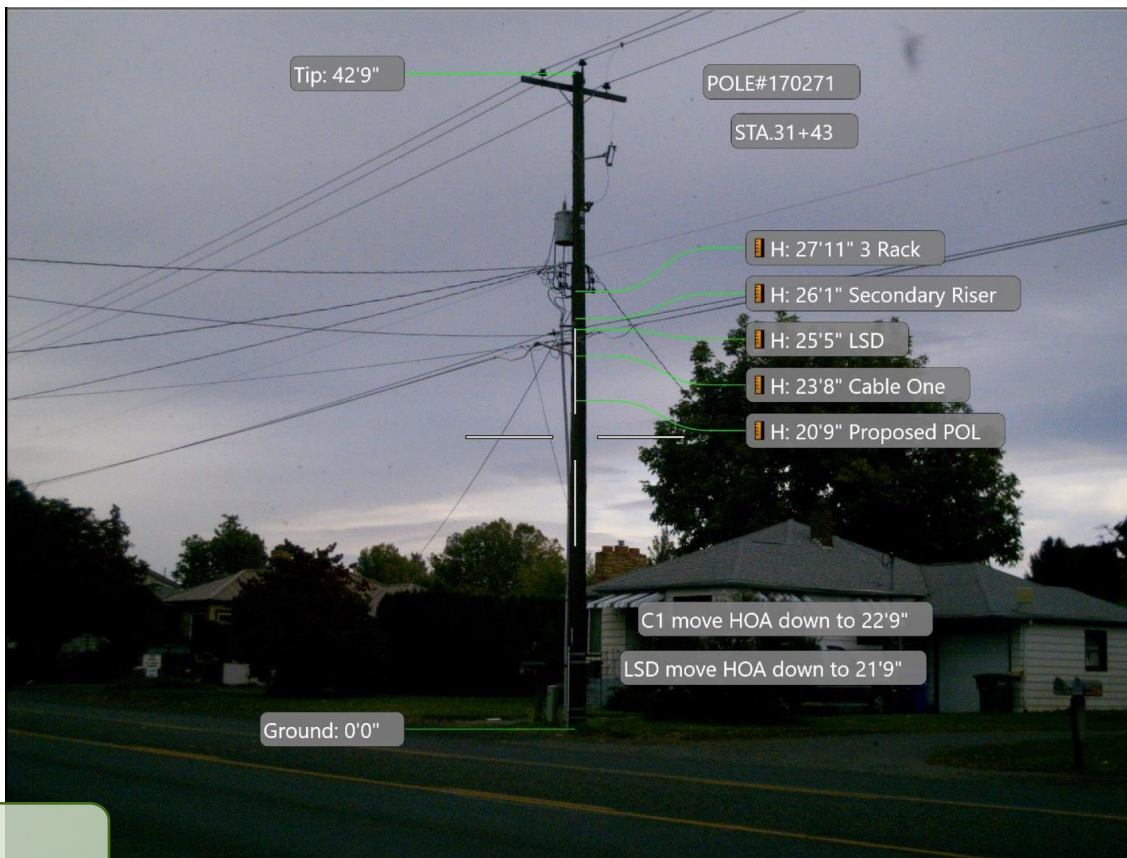 Tip: 42'9"
POLE#170271
STA.31+43
H: 27'11" 3 Rack
H: 26'1" Secondary Riser
H: 25'5" LSD
H: 23'8" Cable One
H: 20'9" Proposed POL
C1 move HOA down to 22'9"
LSD move HOA down to 21'9"
Ground: 0'0"